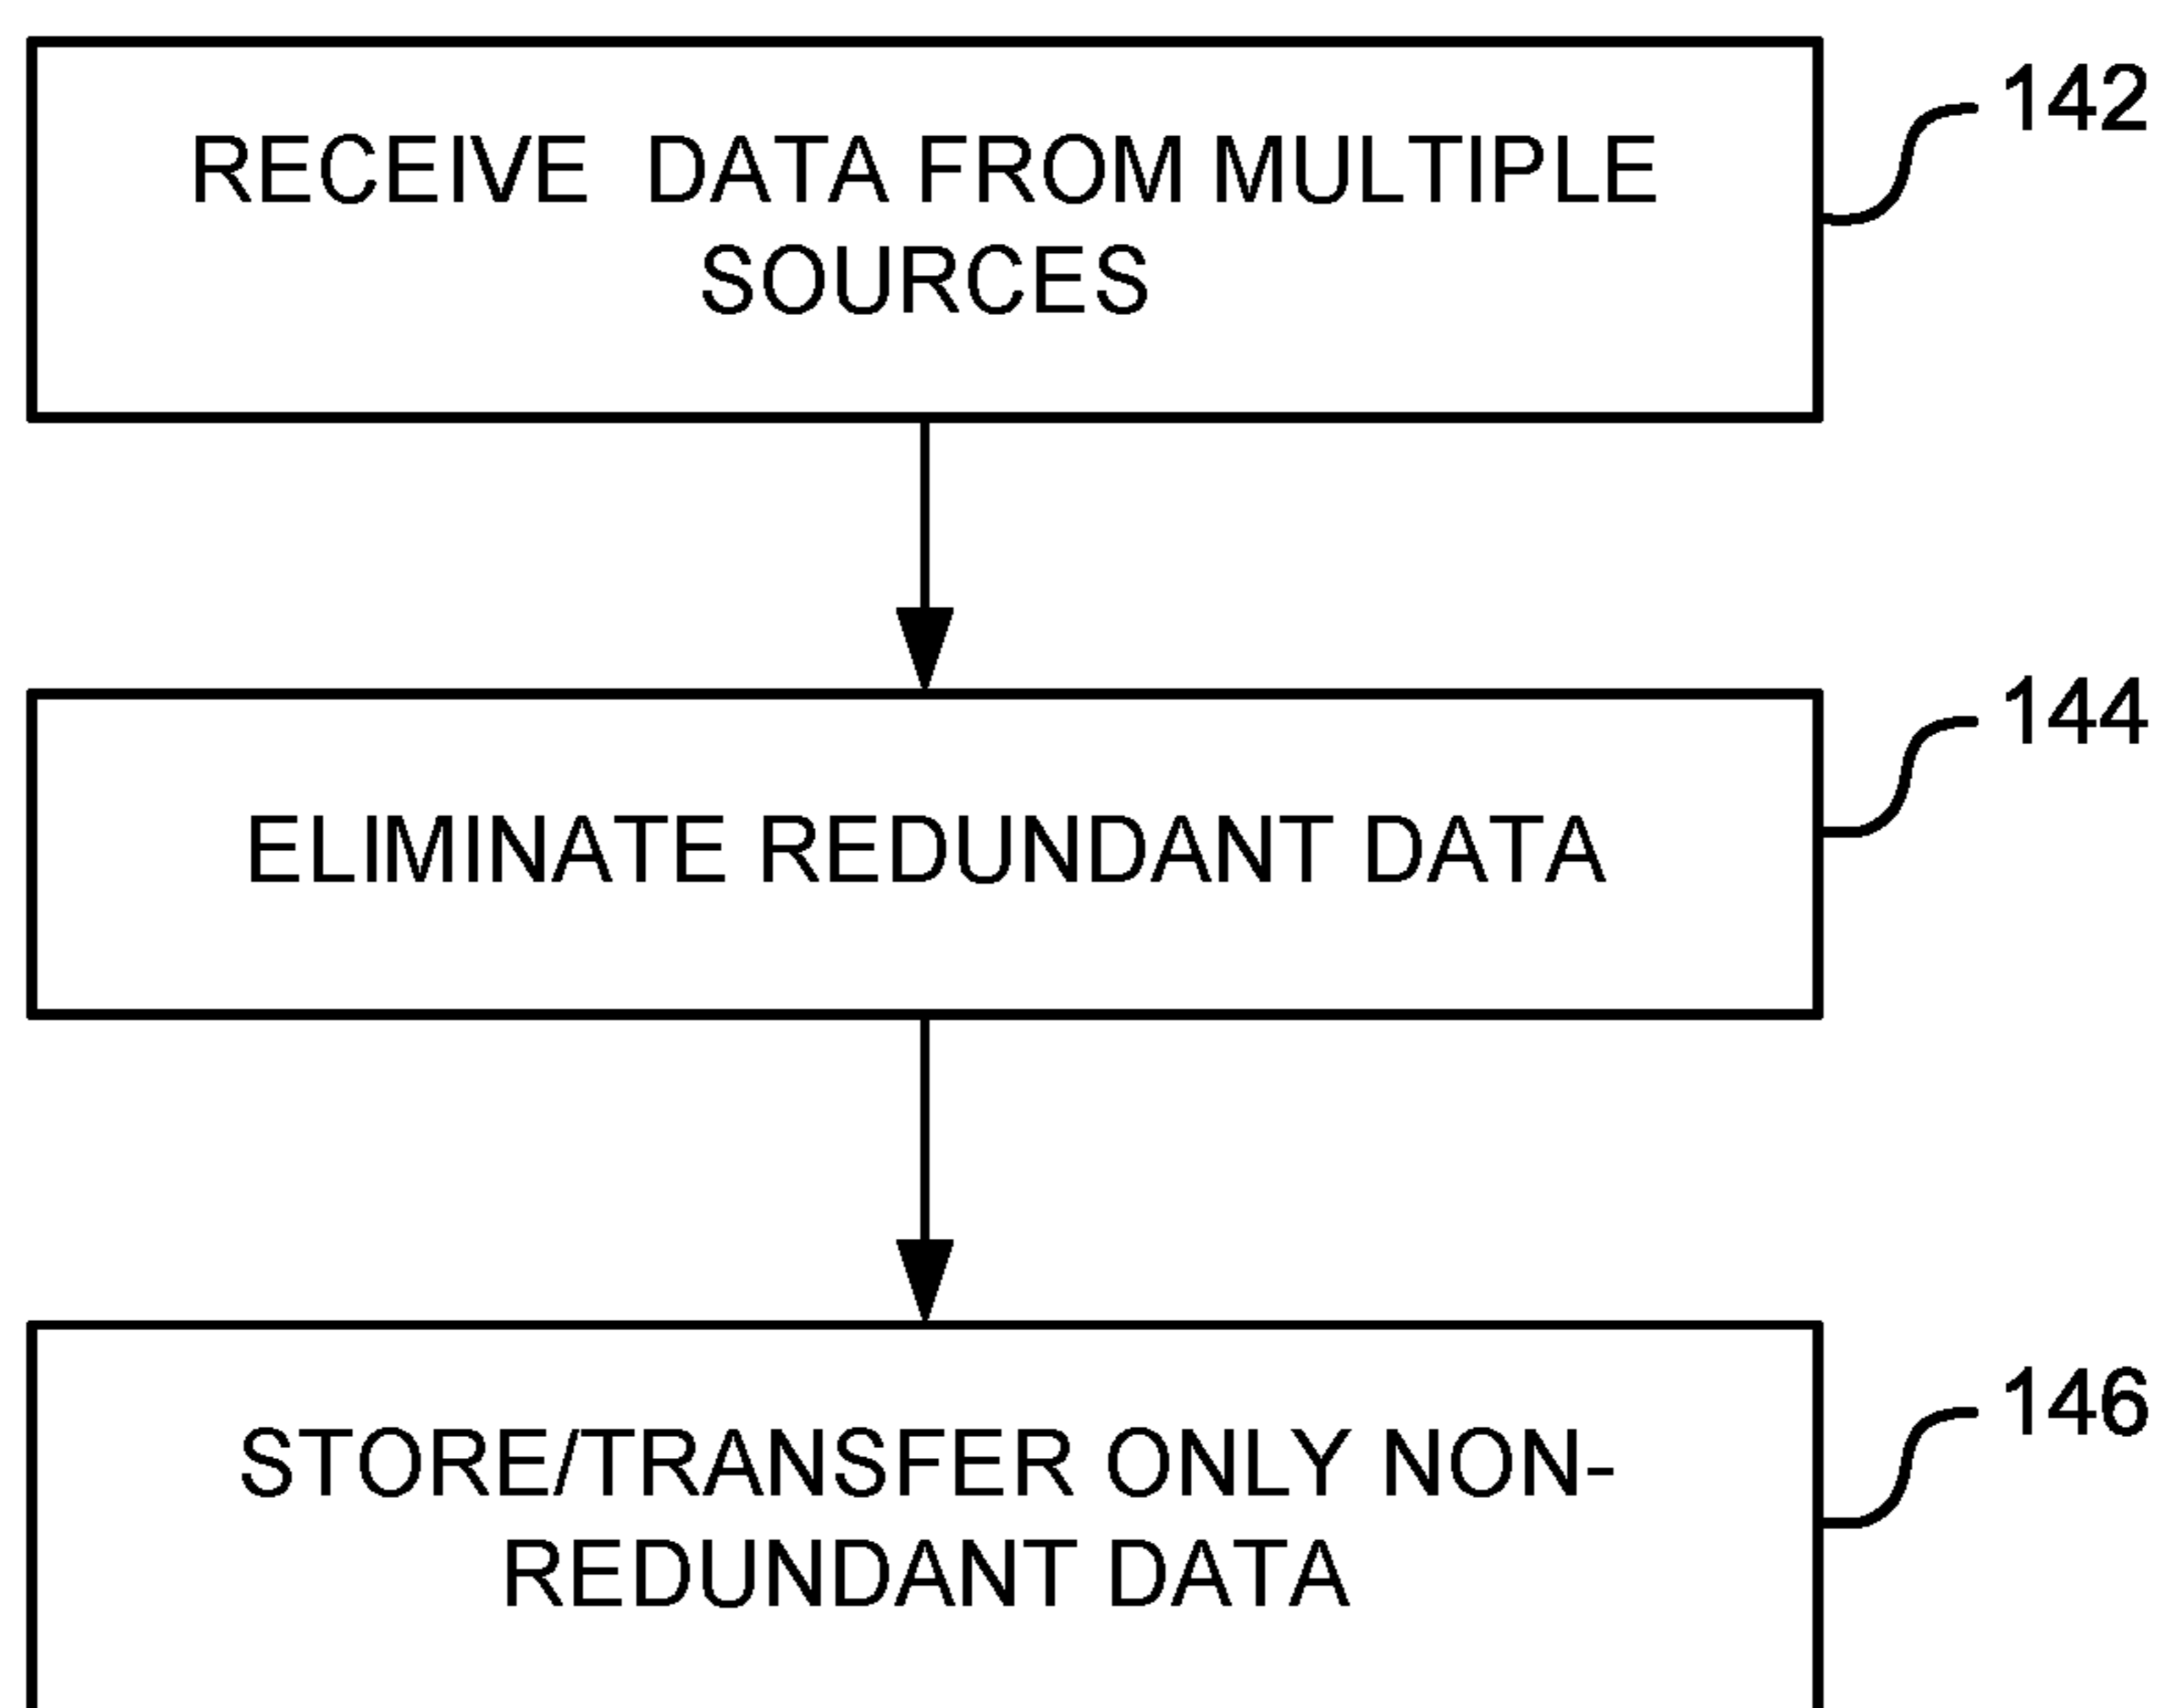 142
RECEIVE DATA FROM MULTIPLE
SOURCES
144
ELIMINATE REDUNDANT DATA
146
STORE/TRANSFER ONLY NON-
REDUNDANT DATA